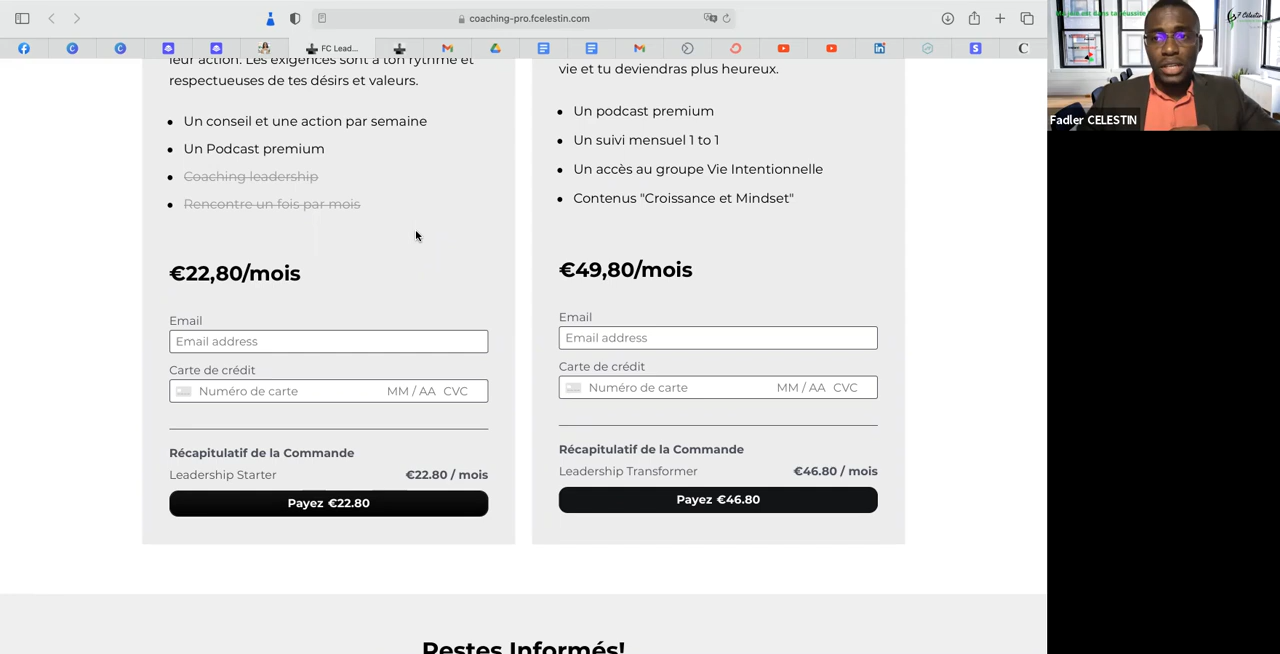 coaching-pro.fcelestin.com
FC Lead...
leur action. Les exigences sont à ton rythme et
respectueuses de tes désirs et valeurs.
Un conseil et une action par semaine
Un Podcast premium
Coaching leadership
Rencontre un fois par mois
€22,80/mois
Email
Email address
Carte de crédit
Numéro de carte MM / AA CVC
Récapitulatif de la Commande
Leadership Starter €22.80 / mois
Payez €22.80
vie et tu deviendras plus heureux.
Un podcast premium
Un suivi mensuel 1 to 1
Un accès au groupe Vie Intentionnelle
Contenus "Croissance et Mindset"
€49,80/mois
Email
Email address
Carte de crédit
Numéro de carte MM / AA CVC
Récapitulatif de la Commande
Leadership Transformer €46.80 / mois
Payez €46.80
Restes Informés!
Fadler CELESTIN